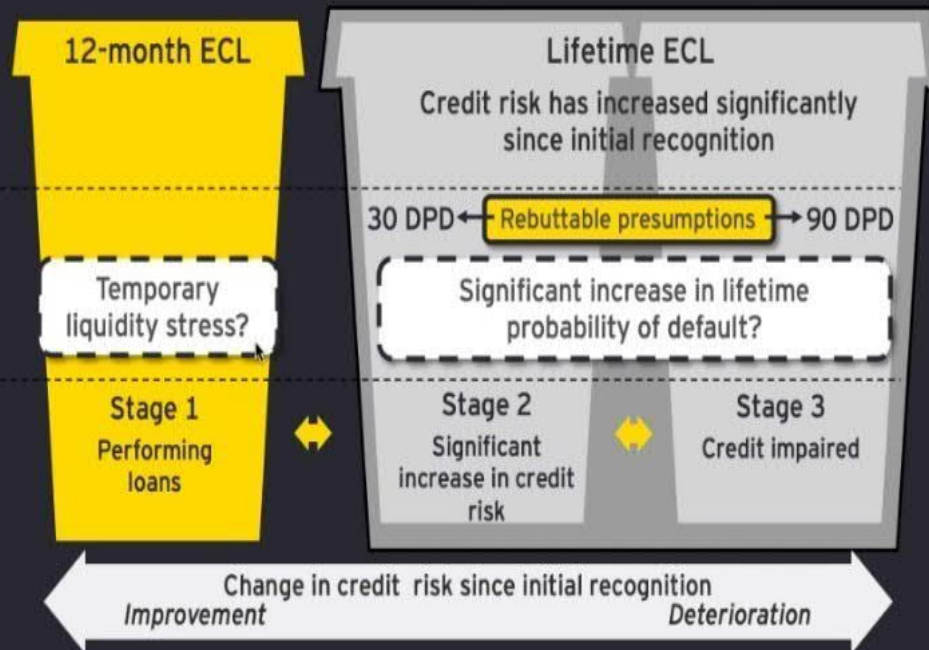 12-month ECL
Lifetime ECL
Credit risk has increased significantly
since initial recognition
30 DPD
Rebuttable presumptions
90 DPD
Temporary
liquidity stress?
Significant increase in lifetime
probability of default?
Stage 1
Performing
loans
Stage 2
Significant
increase in credit
risk
Stage 3
Credit impaired
Change in credit risk since initial recognition
Improvement
Deterioration